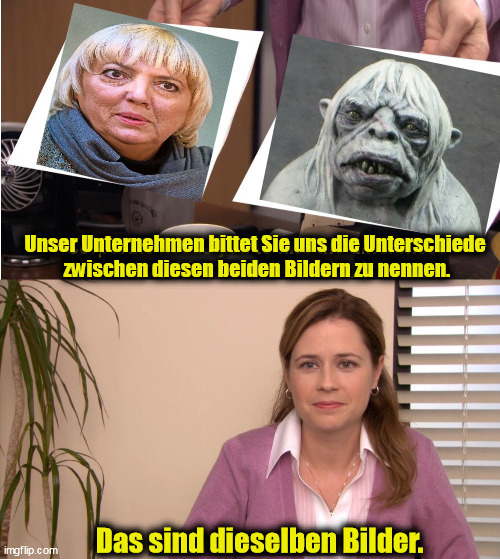 Unser Unternehmen bittet Sie uns die Unterschiede
zwischen diesen beiden Bildern zu nennen.
Das sind dieselben Bilder.
imgflip.com